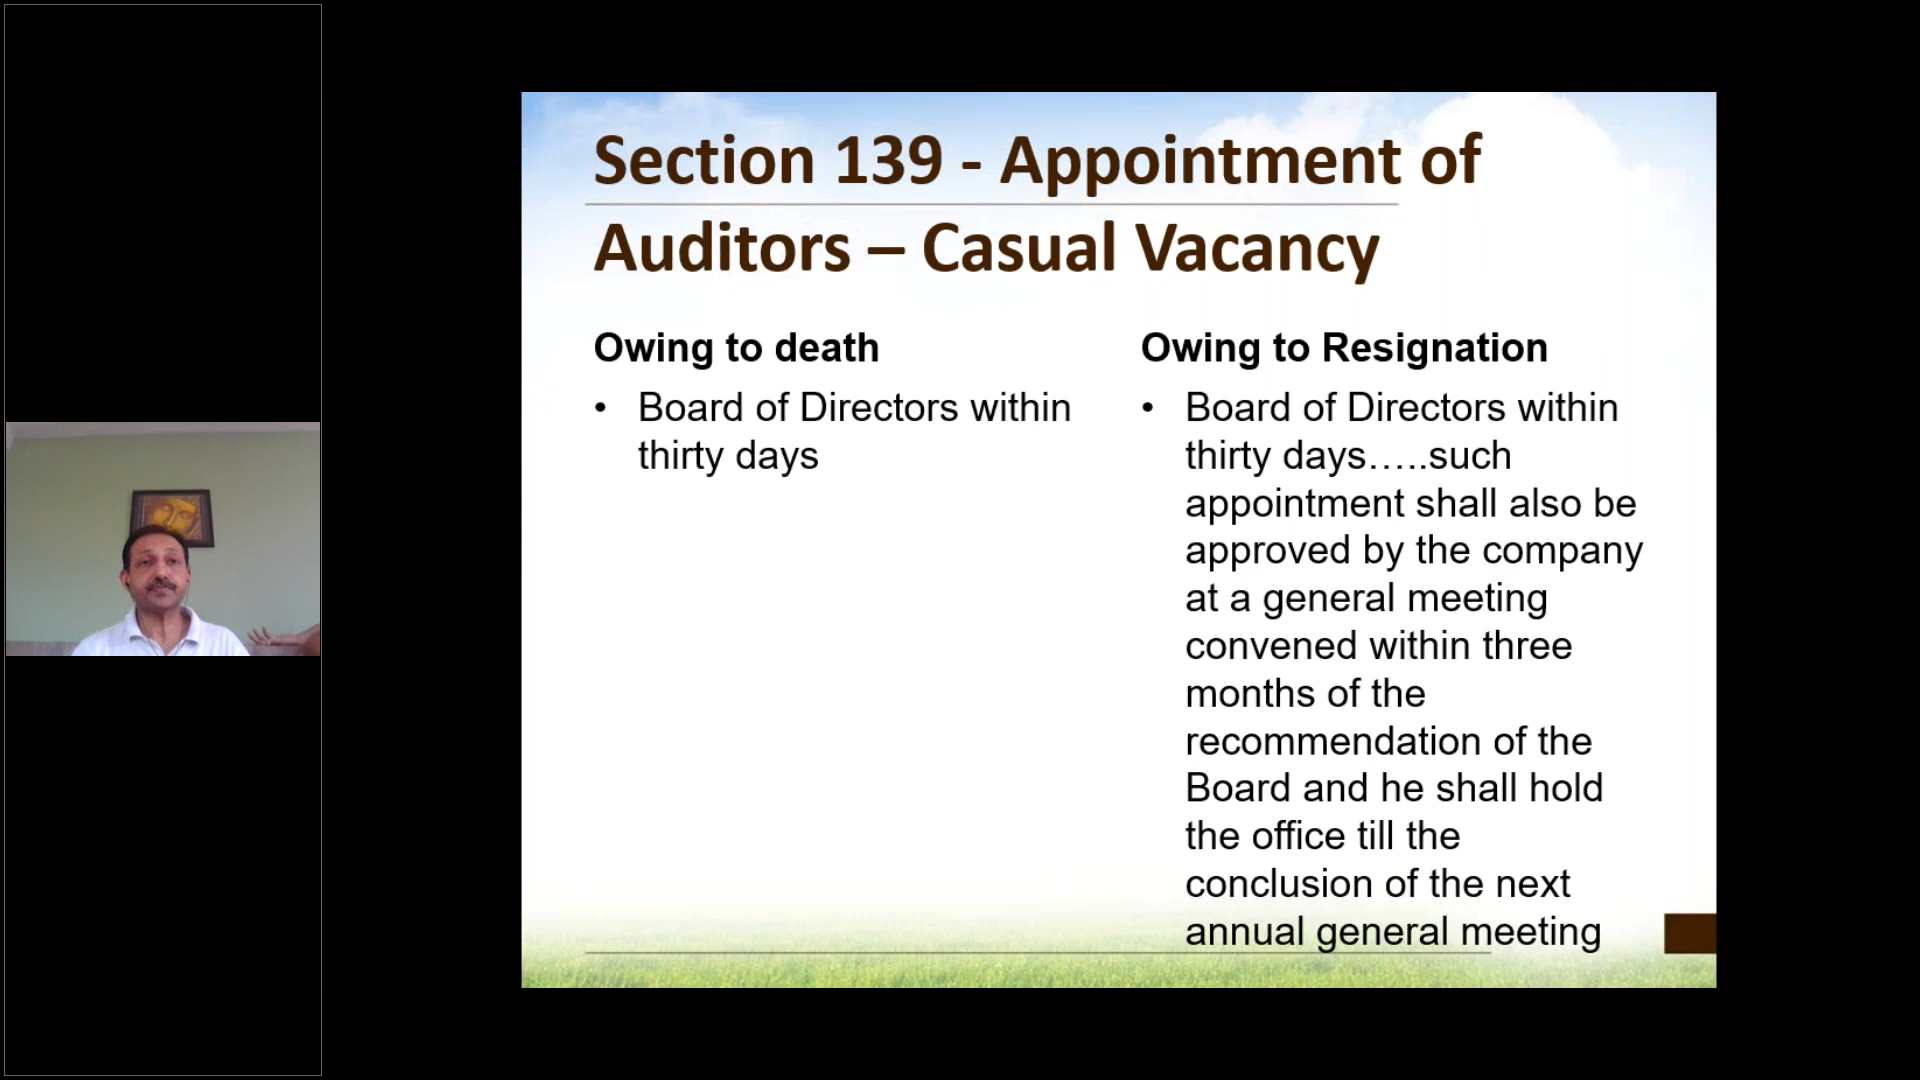 Section 139 - Appointment of
Auditors – Casual Vacancy
Owing to death
• Board of Directors within
thirty days
Owing to Resignation
• Board of Directors within
thirty days…..such
appointment shall also be
approved by the company
at a general meeting
convened within three
months of the
recommendation of the
Board and he shall hold
the office till the
conclusion of the next
annual general meeting